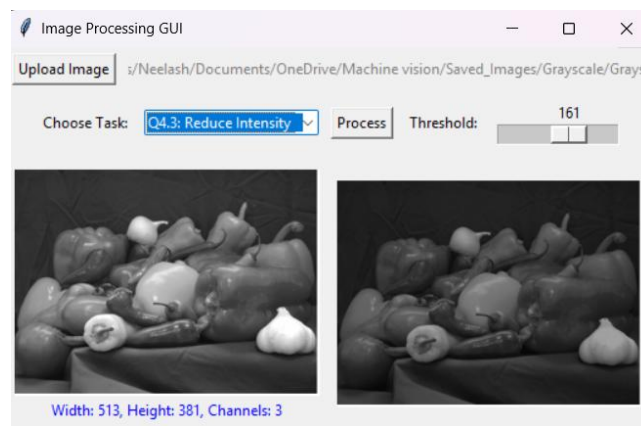 Image Processing GUI
Upload Image s/Neelash/Documents/OneDrive/Machine vision/Saved_Images/Grayscale/Grays
Choose Task: Q4.3: Reduce Intensity Process Threshold: 161
Width: 513, Height: 381, Channels: 3